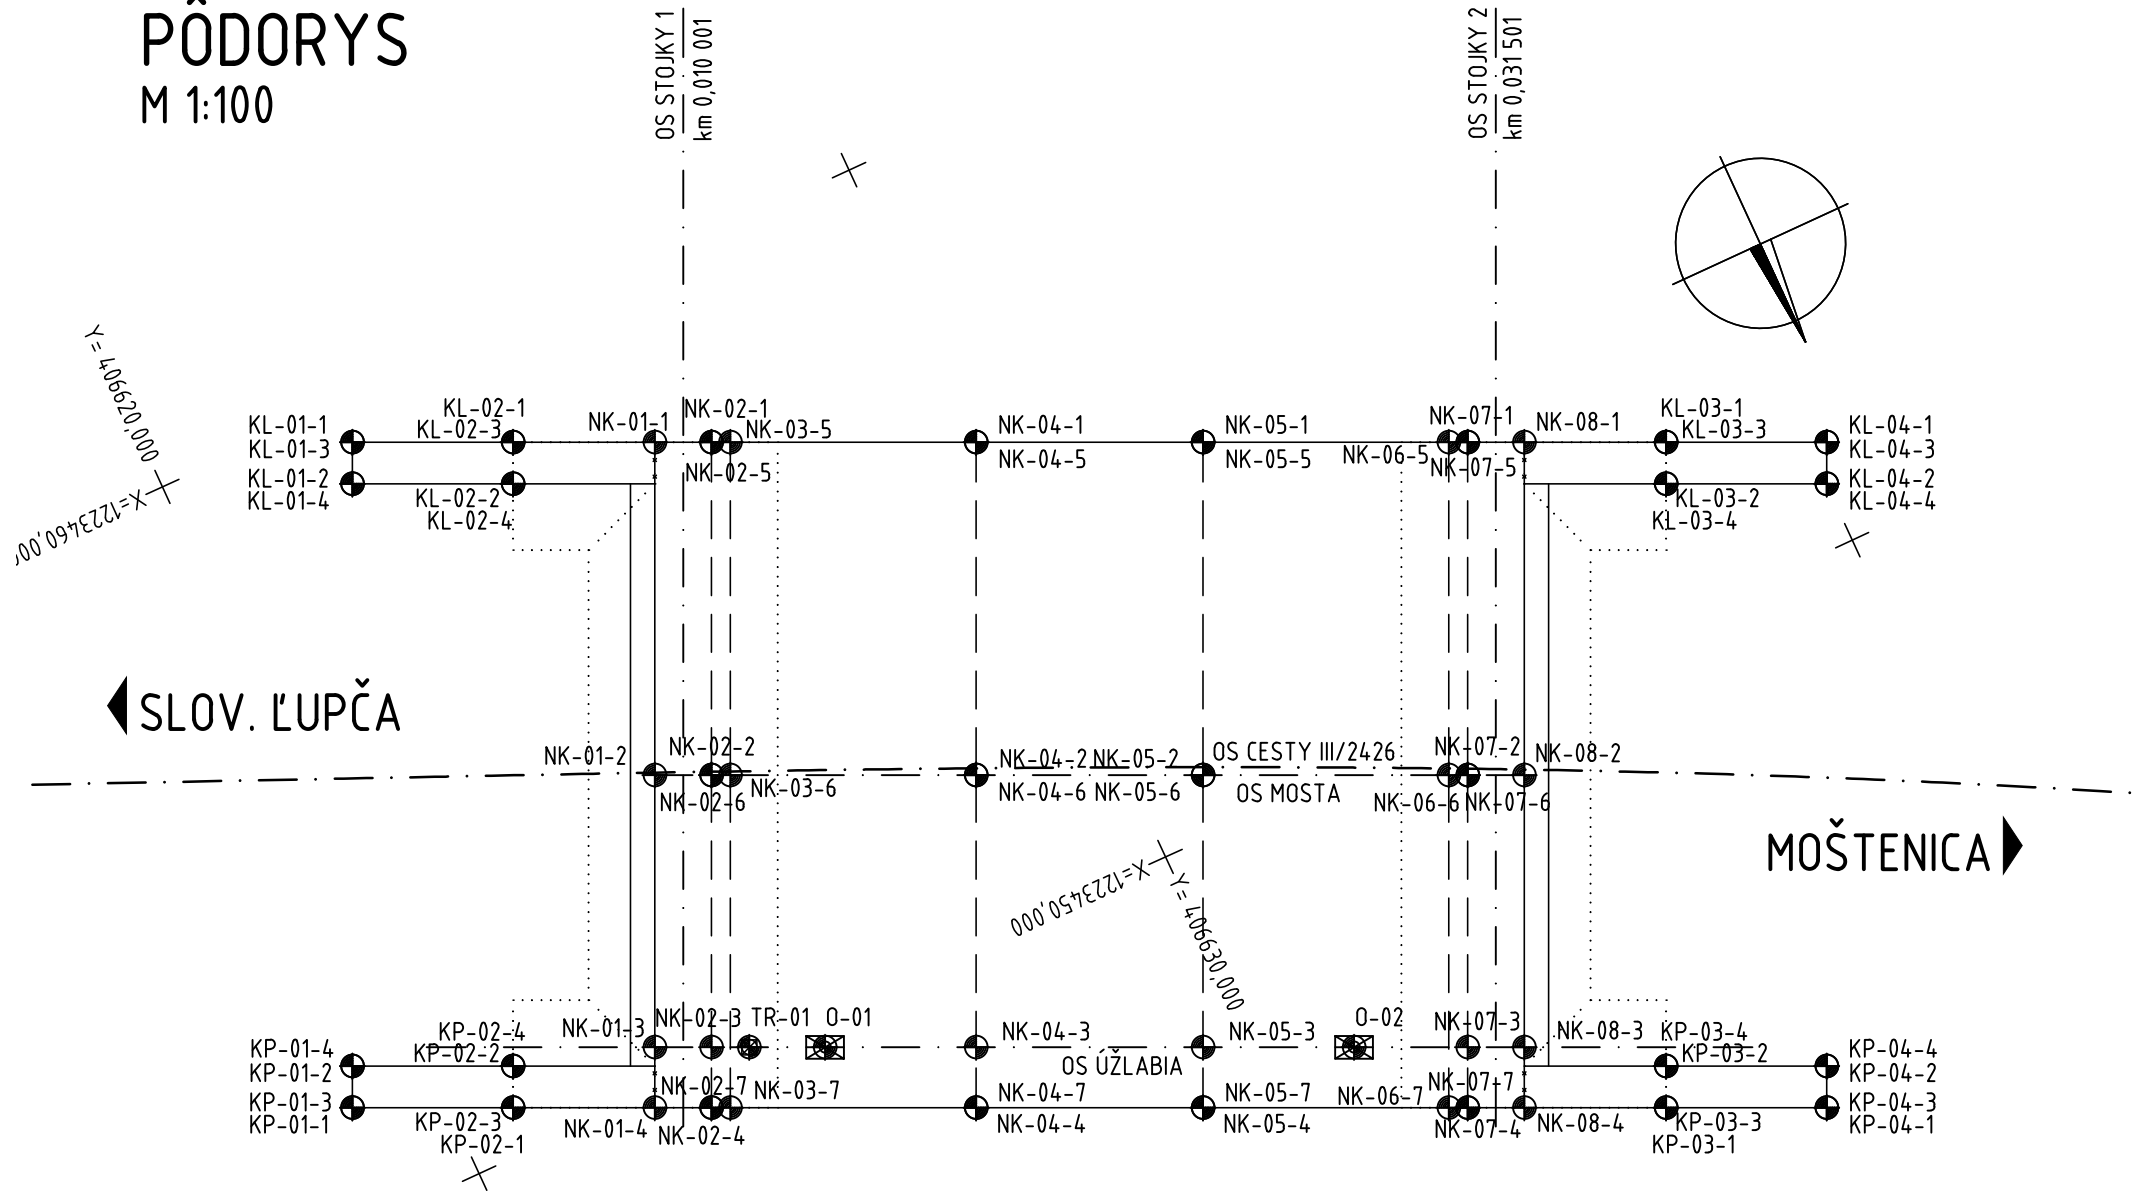 PÔDORYS
M 1:100
OS STOJKY 1
km 0,010 001
OS STOJKY 2
km 0,031 501
Y= 406620,000
X=1223460,00
KL-01-1
KL-01-3
KL-01-2
KL-01-4
KL-02-1
KL-02-3
KL-02-2
KL-02-4
NK-01-1
NK-02-1
NK-03-5
NK-02-5
NK-04-1
NK-04-5
NK-05-1
NK-05-5
NK-06-5
NK-07-1
NK-07-5
NK-08-1
KL-03-1
KL-03-3
KL-03-2
KL-03-4
KL-04-1
KL-04-3
KL-04-2
KL-04-4
SLOV. ĽUPČA
NK-01-2
NK-02-2
NK-02-6
NK-03-6
NK-04-2
NK-04-6
NK-05-2
NK-05-6
OS CESTY III/2426
OS MOSTA
NK-07-2
NK-06-6
NK-07-6
NK-08-2
MOŠTENICA
X=1223450,000
Y= 406630,000
KP-01-4
KP-01-2
KP-01-3
KP-01-1
KP-02-4
KP-02-2
KP-02-3
KP-02-1
NK-01-3
NK-02-3
TR-01
O-01
NK-01-4
NK-02-7
NK-02-4
NK-03-7
NK-04-3
OS ÚŽLABIA
NK-04-7
NK-04-4
NK-05-3
NK-05-7
NK-05-4
O-02
NK-07-3
NK-06-7
NK-07-7
NK-07-4
NK-08-3
NK-08-4
KP-03-4
KP-03-2
KP-03-3
KP-03-1
KP-04-4
KP-04-2
KP-04-3
KP-04-1